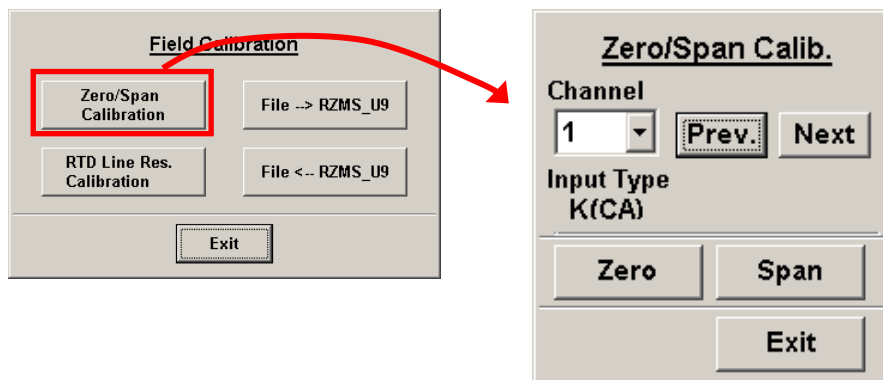 Field Calibration
Zero/Span
Calibration
File --> RZMS_U9
RTD Line Res.
Calibration
File <-- RZMS_U9
Exit
Zero/Span Calib.
Channel
1
Prev.
Next
Input Type
K(CA)
Zero
Span
Exit